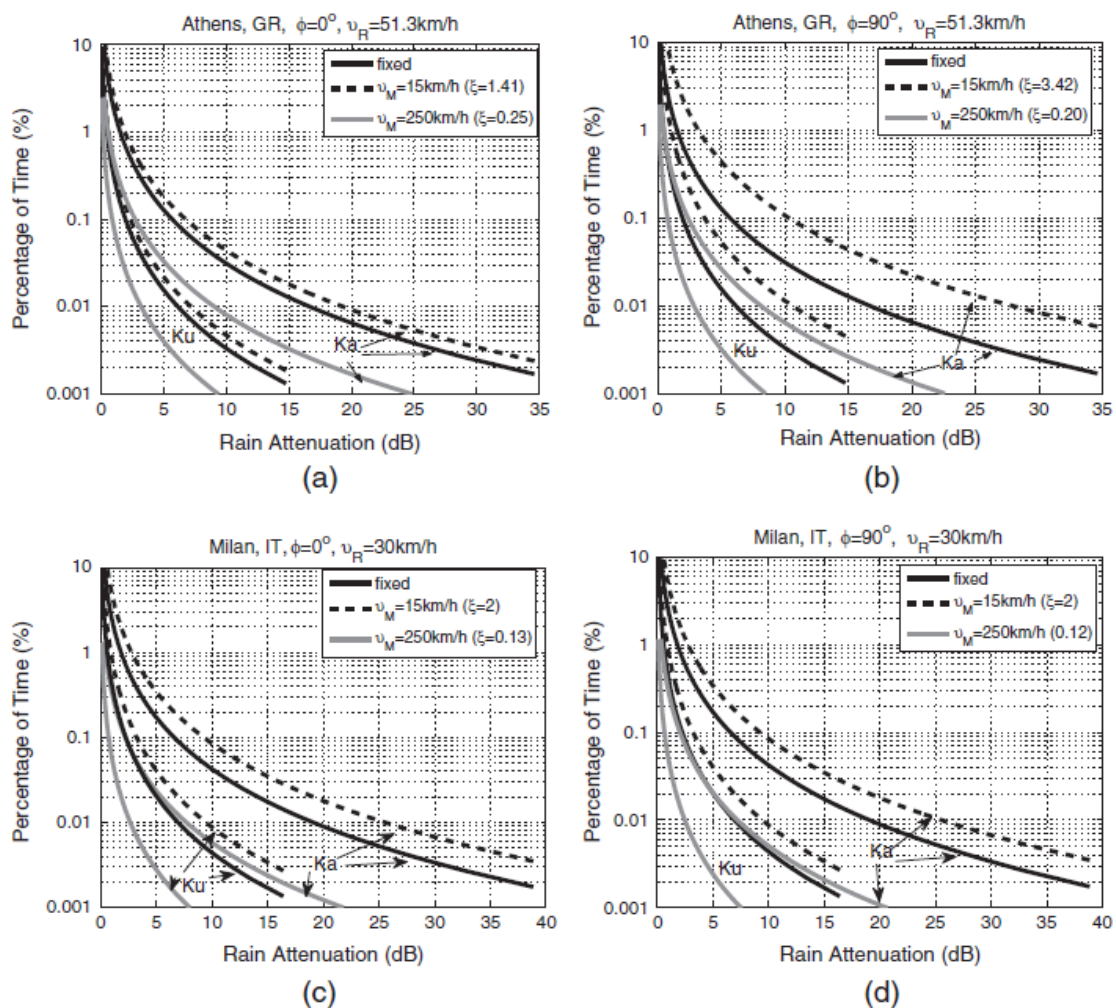 Athens, GR, ϕ=0°, υR=51.3km/h
10
1
0.1
0.01
0.001
Percentage of Time (%)
fixed
υM=15km/h (ξ=1.41)
υM=250km/h (ξ=0.25)
Ku
Ka
0 5 10 15 20 25 30 35
Rain Attenuation (dB)
(a)
Athens, GR, ϕ=90° υR=51.3km/h
10
1
0.1
0.01
0.001
Percentage of Time (%)
fixed
υM=15km/h (ξ=3.42)
υM=250km/h (ξ=0.20)
Ku
Ka
0 5 10 15 20 25 30 35
Rain Attenuation (dB)
(b)
Milan, IT, ϕ=0°, υR=30km/h
10
1
0.1
0.01
0.001
Percentage of Time (%)
fixed
υM=15km/h (ξ=2)
υM=250km/h (ξ=0.13)
Ku
Ka
0 5 10 15 20 25 30 35 40
Rain Attenuation (dB)
(c)
Milan, IT, ϕ=90°, υR=30km/h
10
1
0.1
0.01
0.001
Percentage of Time (%)
fixed
υM=15km/h (ξ=2)
υM=250km/h (0.12)
Ku
Ka
0 5 10 15 20 25 30 35 40
Rain Attenuation (dB)
(d)